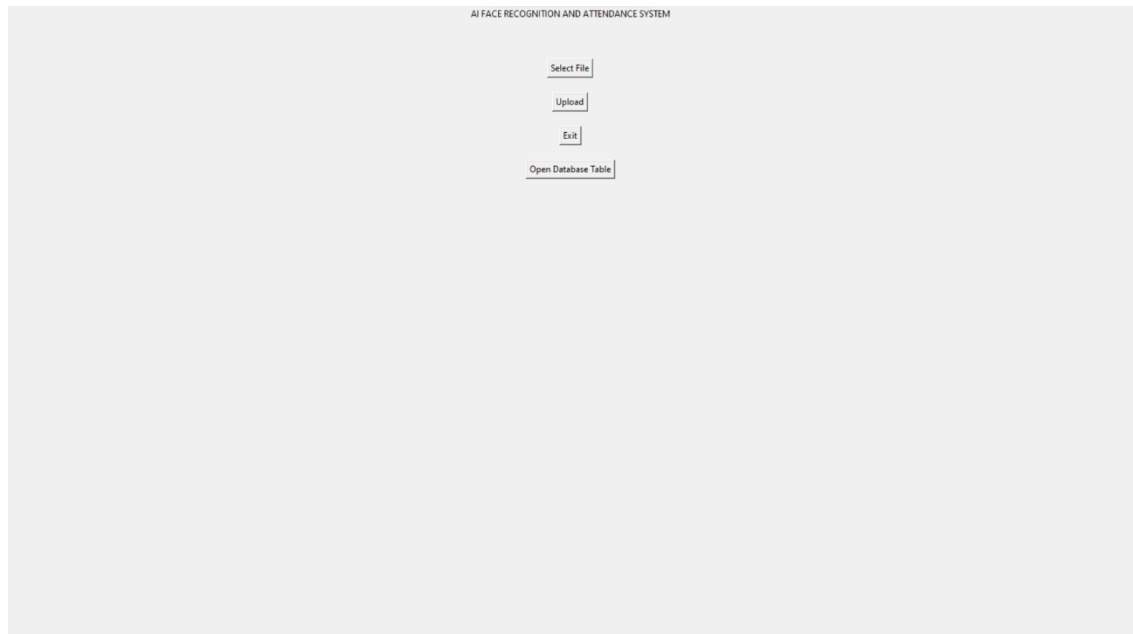 AI FACE RECOGNITION AND ATTENDANCE SYSTEM
Select File
Upload
Exit
Open Database Table